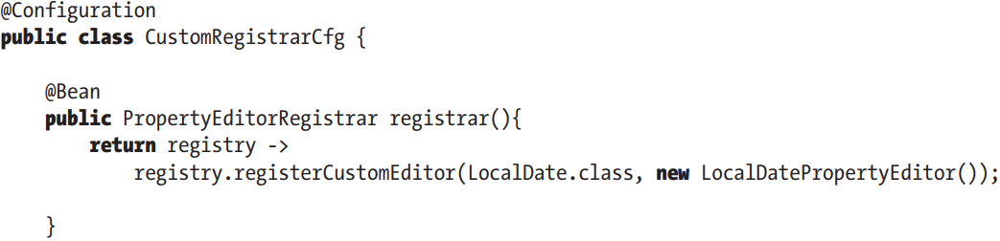 @Configuration
public class CustomRegistrarCfg {
@Bean
public PropertyEditorRegistrar registrar(){
return registry ->
registry.registerCustomEditor(LocalDate.class, new LocalDatePropertyEditor());
}